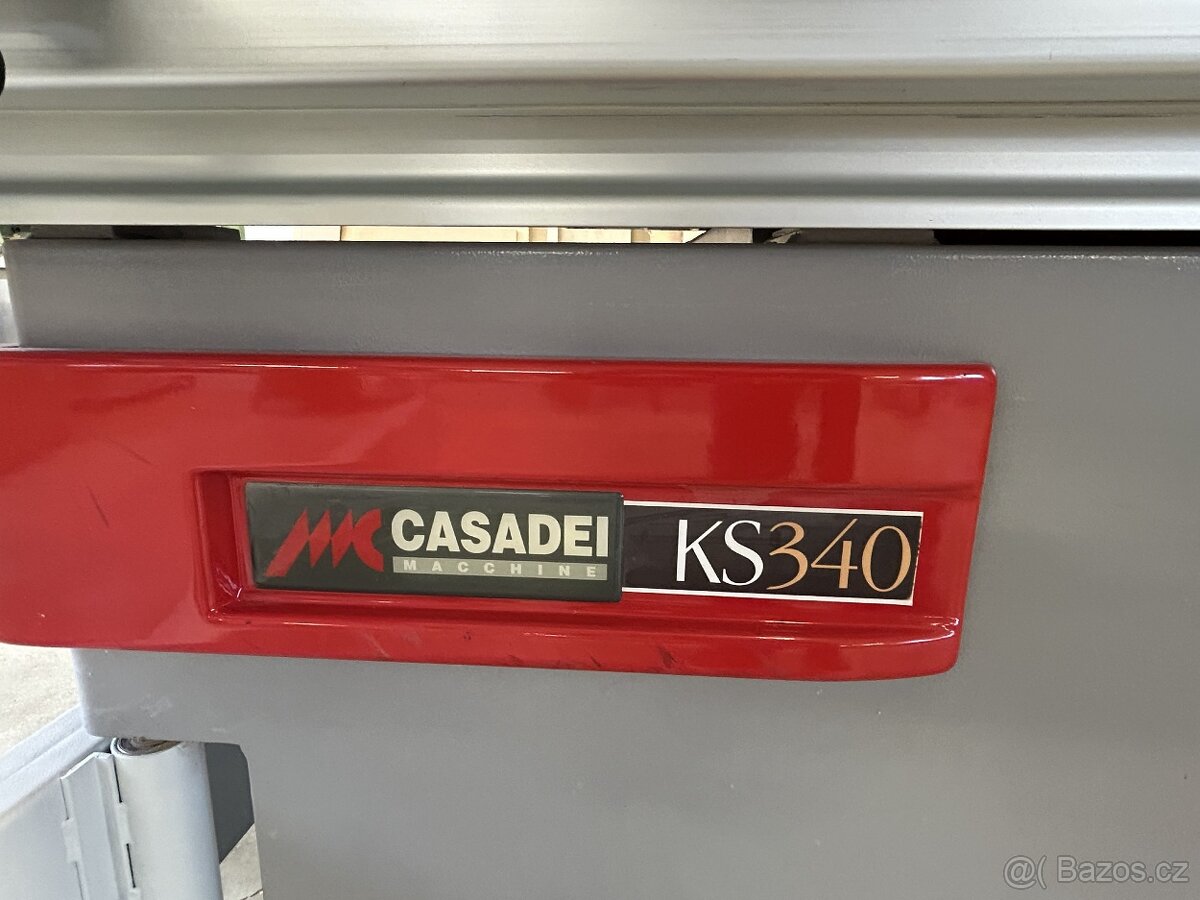 CASADEI
MACCHINE
KS340
@( Bazos.cz